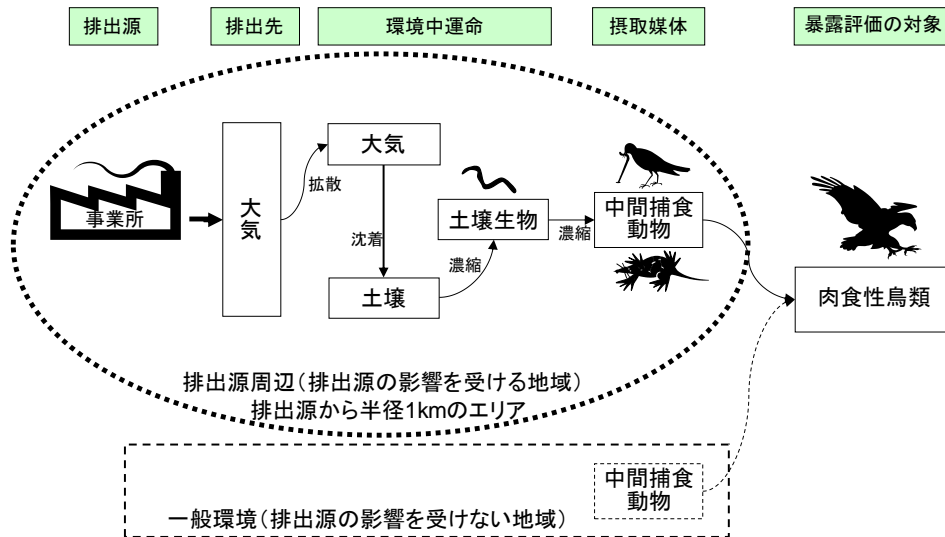 排出源
排出先
環境中運命
摂取媒体
暴露評価の対象
事業所
大
気
拡散
大気
沈着
土壌
濃縮
土壌生物
濃縮
中間捕食
動物
肉食性鳥類
排出源周辺(排出源の影響を受ける地域)
排出源から半径1kmのエリア
中間捕食
動物
一般環境(排出源の影響を受けない地域)